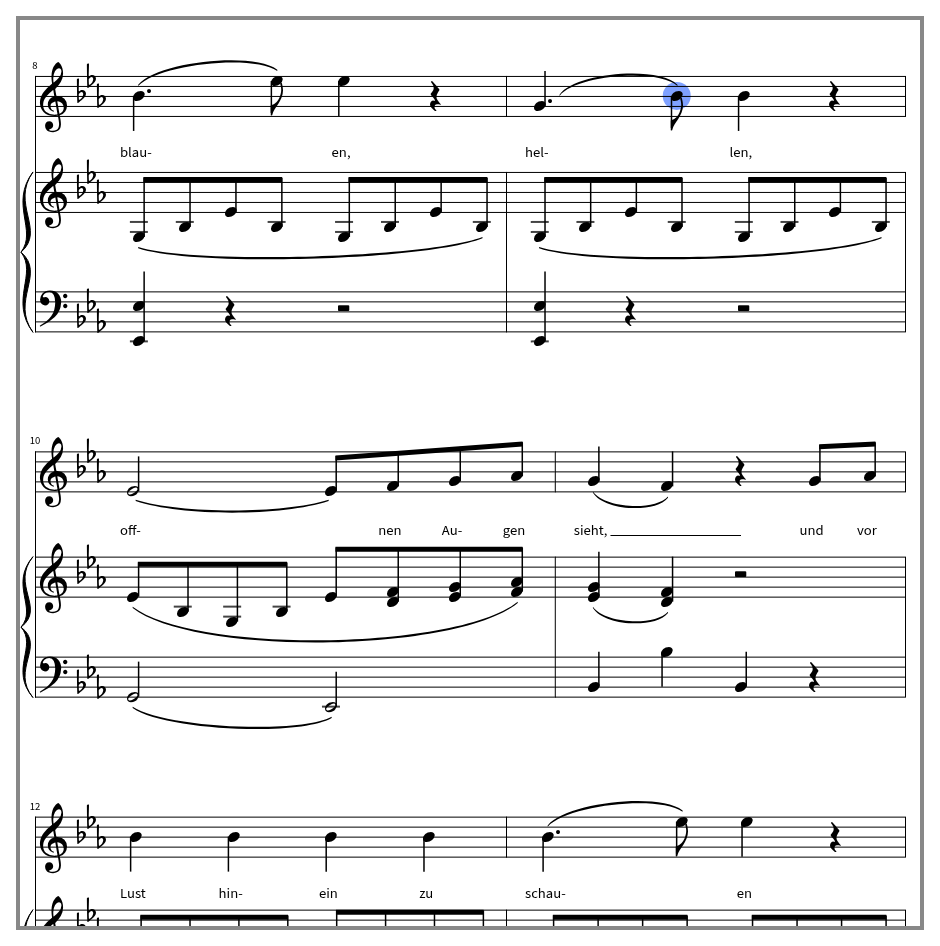 8
blau- en, hel- len,
10
off- nen Au- gen sieht, und vor
12
Lust hin- ein zu schau- en